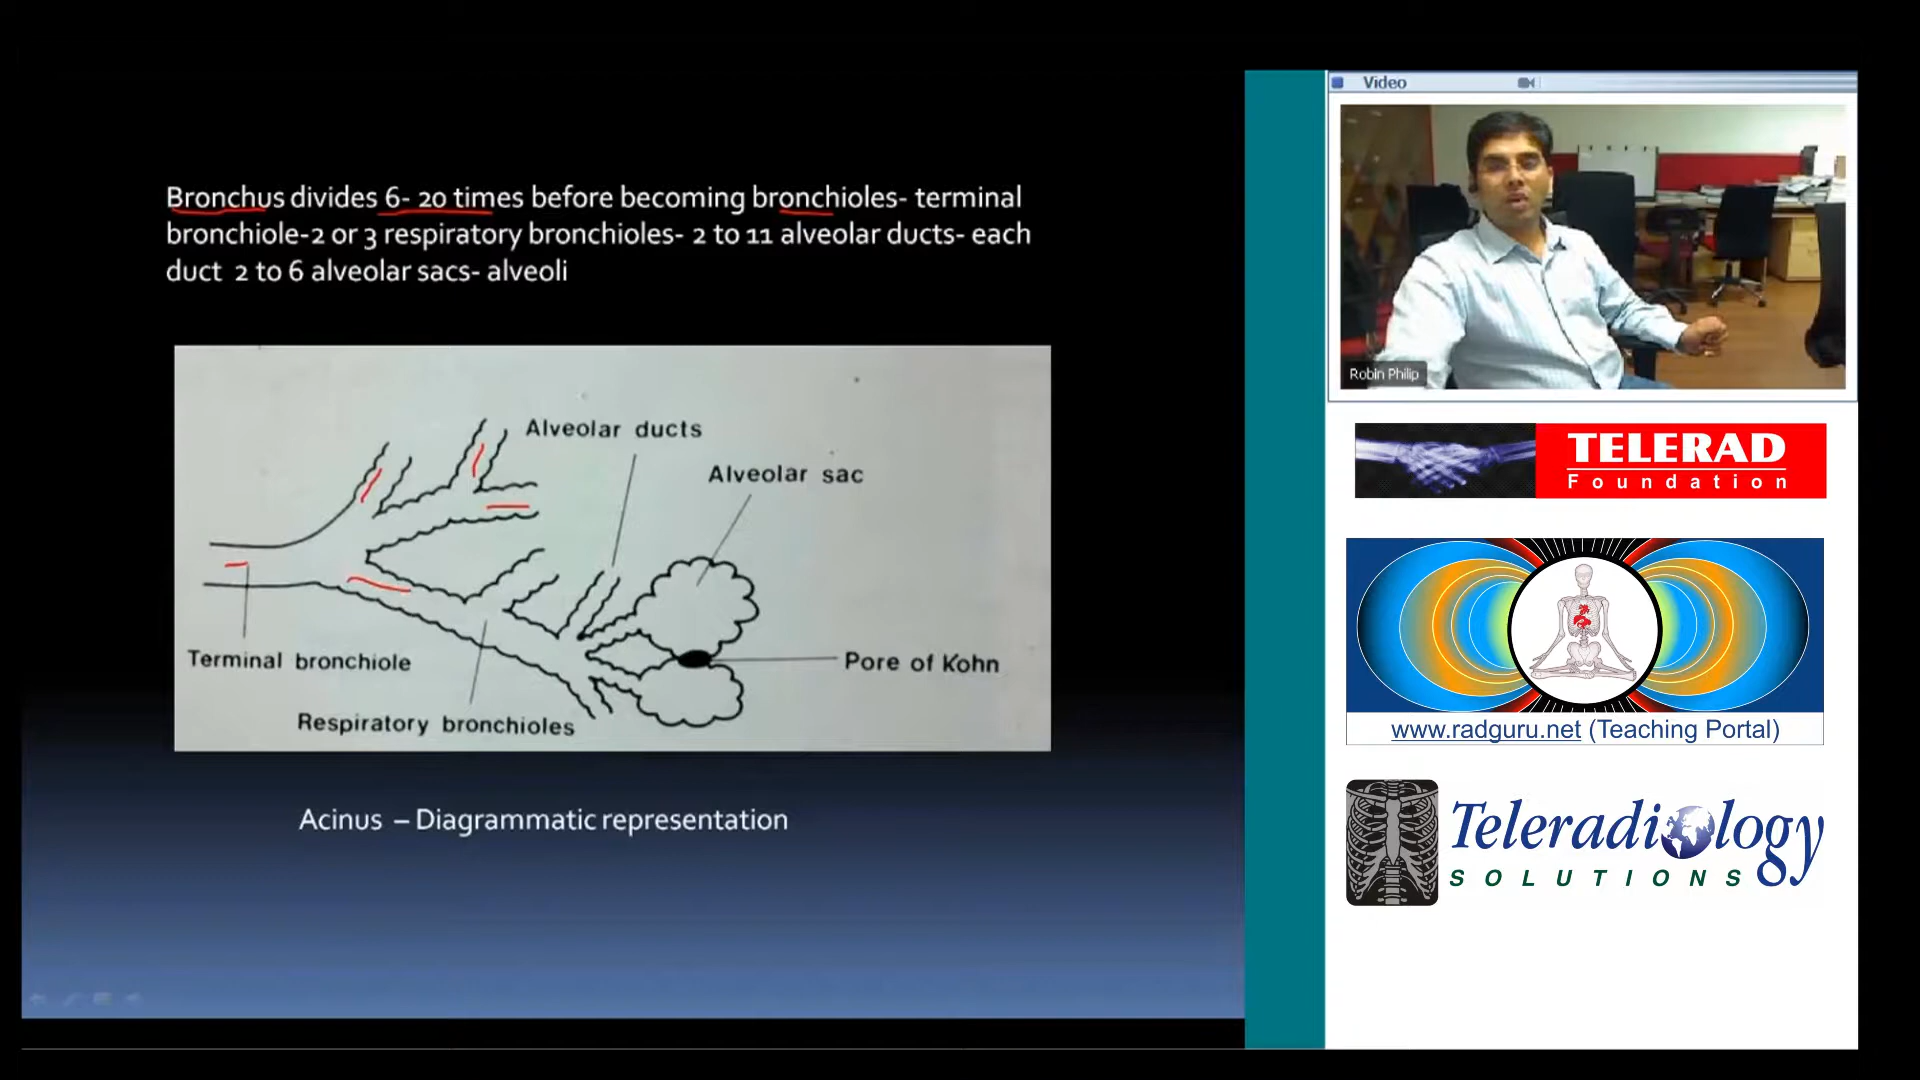 Bronchus divides 6- 20 times before becoming bronchioles- terminal
bronchiole-2 or 3 respiratory bronchioles- 2 to 11 alveolar ducts- each
duct 2 to 6 alveolar sacs- alveoli
Alveolar ducts
Alveolar sac
Terminal bronchiole
Pore of Kohn
Respiratory bronchioles
Acinus – Diagrammatic representation
Video
Robin Philip
TELERAD
Foundation
www.radguru.net (Teaching Portal)
Teleradiology
SOLUTIONS